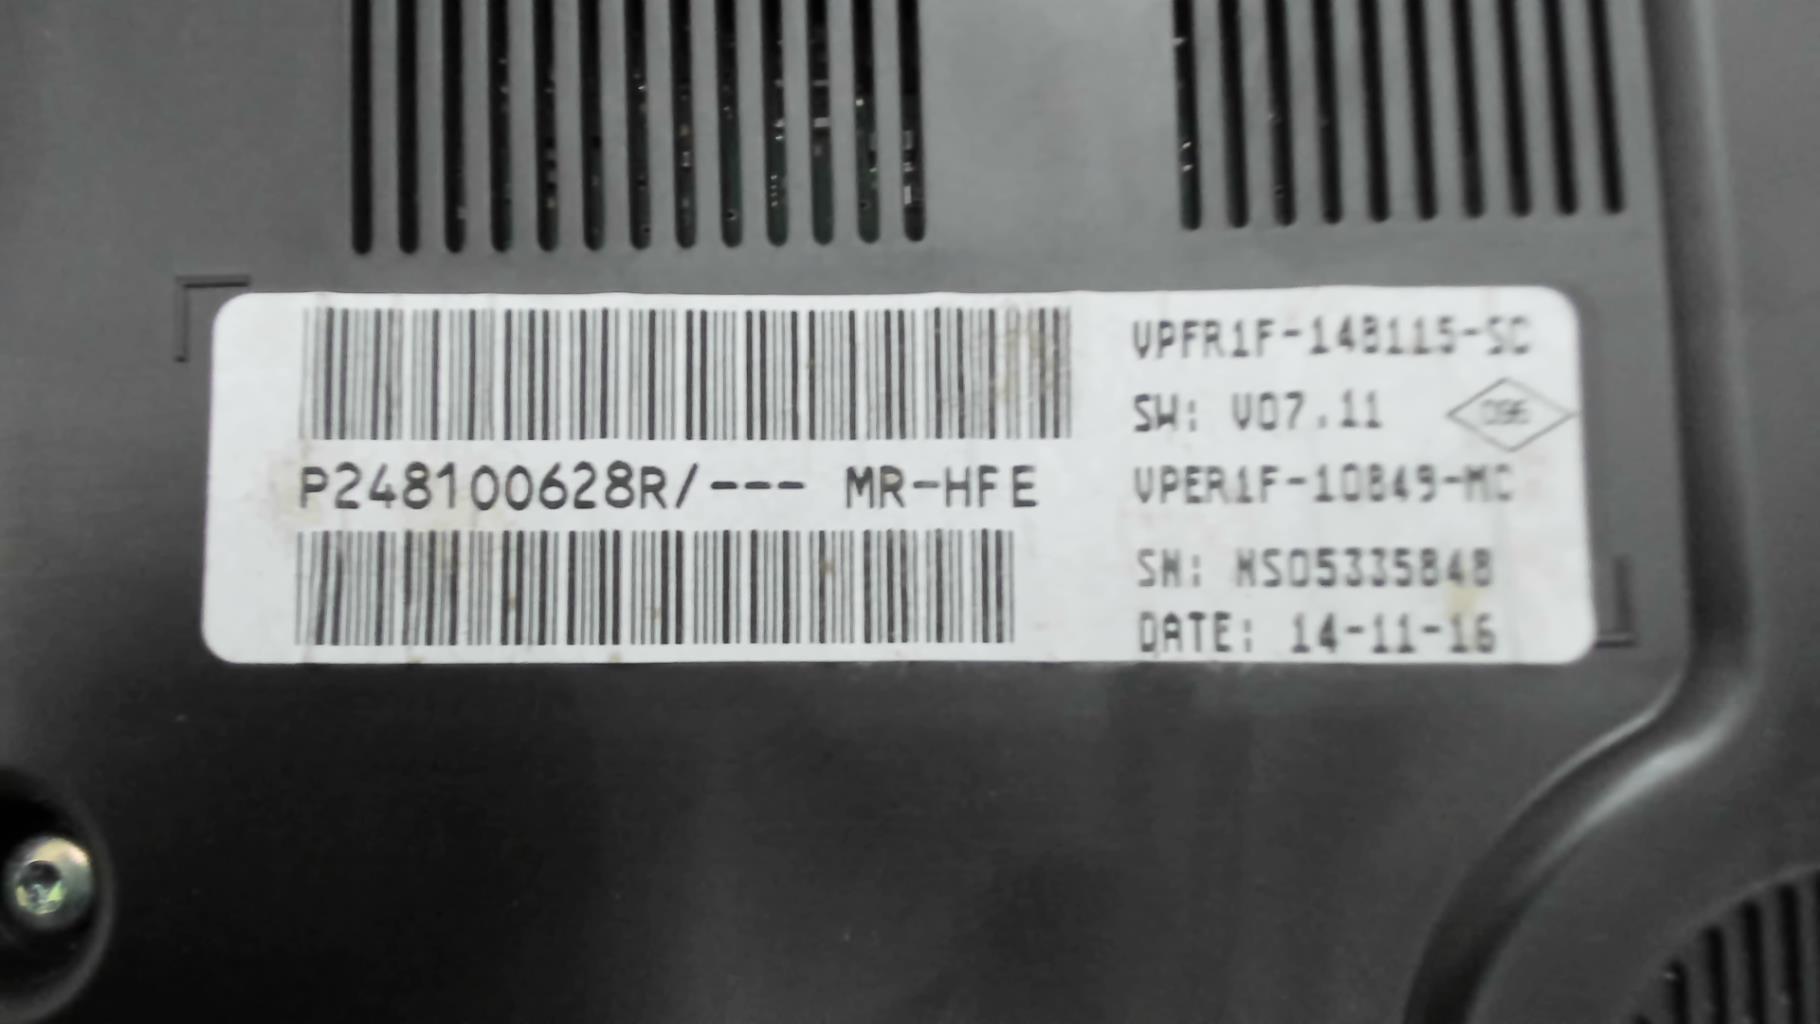 P248100628R/--- MR-HFE
VPFR1F-14B115-SC
SW: V07.11
VPER1F-10849-MC
SN: MS05335848
DATE: 14-11-16